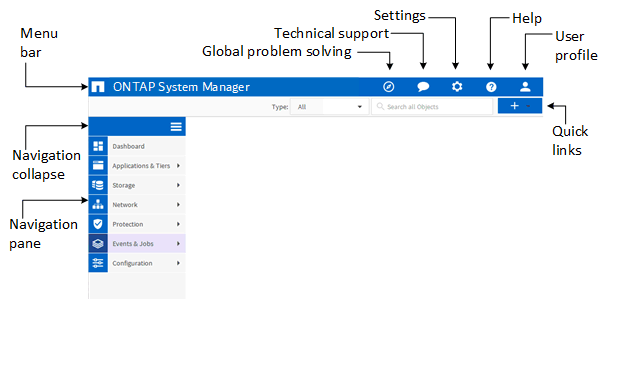 Settings
Help
Menu
bar
Technical support
User
profile
Global problem solving
ONTAP System Manager
Type:
All
Search all Objects
Quick
links
Navigation
collapse
Dashboard
Applications & Tiers
Storage
Network
Navigation
pane
Protection
Events & Jobs
Configuration